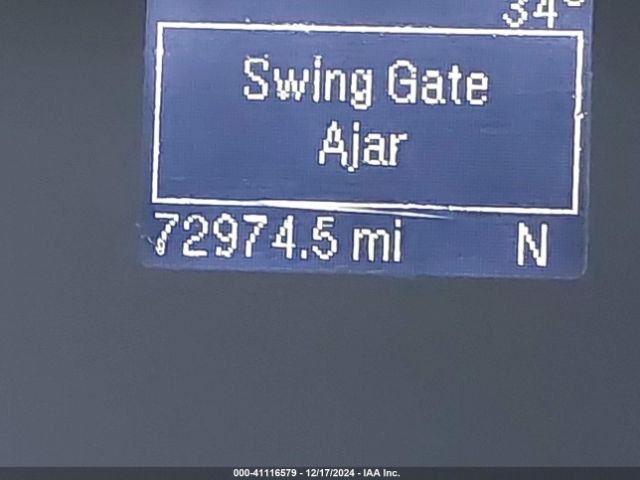 34°
Swing Gate
Ajar
72974.5 mi N
000-41116579 - 12/17/2024 - IAA Inc.